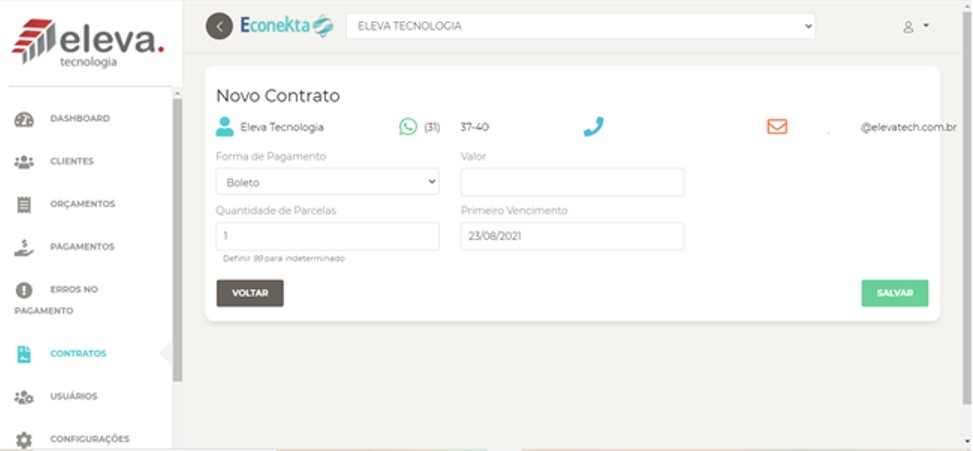 eleva.
tecnologia
Econekta
ELEVA TECNOLOGIA
DASHBOARD
CLIENTES
ORÇAMENTOS
PAGAMENTOS
ERROS NO
PAGAMENTO
CONTRATOS
USUÁRIOS
CONFIGURAÇÕES
Novo Contrato
Eleva Tecnologia (31) 37-40 @elevatech.com.br
Forma de Pagamento Valor
Boleto
Quantidade de Parcelas Primeiro Vencimento
1 23/08/2021
Definir 99 para indeterminado
VOLTAR SALVAR